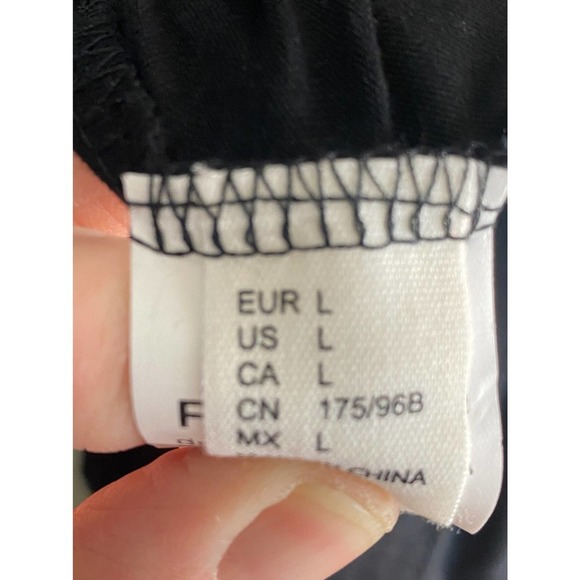 EUR L
US L
CA L
CN 175/96B
MX L
CHINA
F